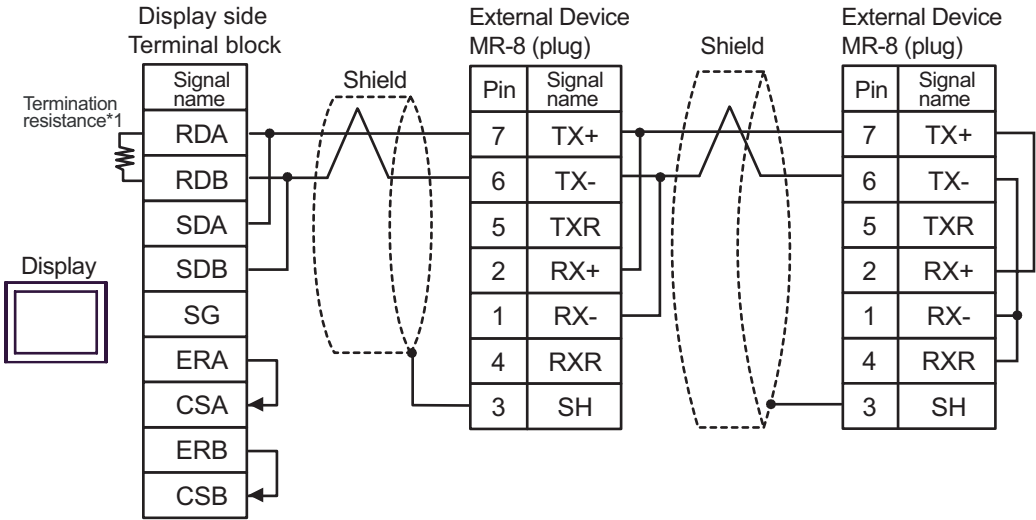 Display side
Terminal block
Signal
name
RDA
RDB
SDA
SDB
SG
ERA
CSA
ERB
CSB
Termination
resistance*1
Display
Shield
External Device
MR-8 (plug)
Pin
Signal
name
7 TX+
6 TX-
5 TXR
2 RX+
1 RX-
4 RXR
3 SH
Shield
External Device
MR-8 (plug)
Pin
Signal
name
7 TX+
6 TX-
5 TXR
2 RX+
1 RX-
4 RXR
3 SH